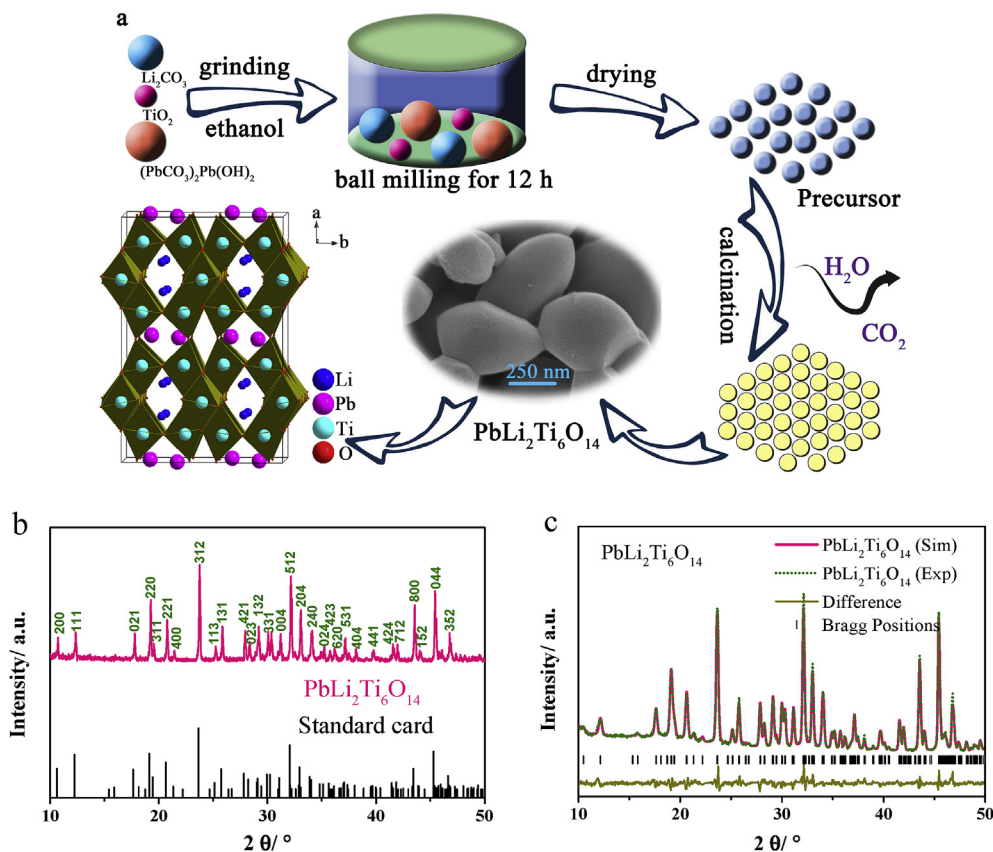 a
Li₂CO₃
TiO₂
(PbCO₃)₂Pb(OH)₂
grinding
ethanol
ball milling for 12 h
drying
Precursor
calcination
H₂O
CO₂
a
b
Li
Pb
Ti
O
250 nm
PbLi₂Ti₆O₁₄
b
Intensity/ a.u.
200
111
021
220
311
221
400
312
113
131
421
023
132
331
004
512
204
240
024
423
620
531
404
441
424
712
800
152
044
352
PbLi₂Ti₆O₁₄
Standard card
10 20 30 40 50
2 θ/ °
c
Intensity/ a.u.
PbLi₂Ti₆O₁₄
PbLi₂Ti₆O₁₄ (Sim)
PbLi₂Ti₆O₁₄ (Exp)
Difference
Bragg Positions
10 20 30 40 50
2 θ/ °